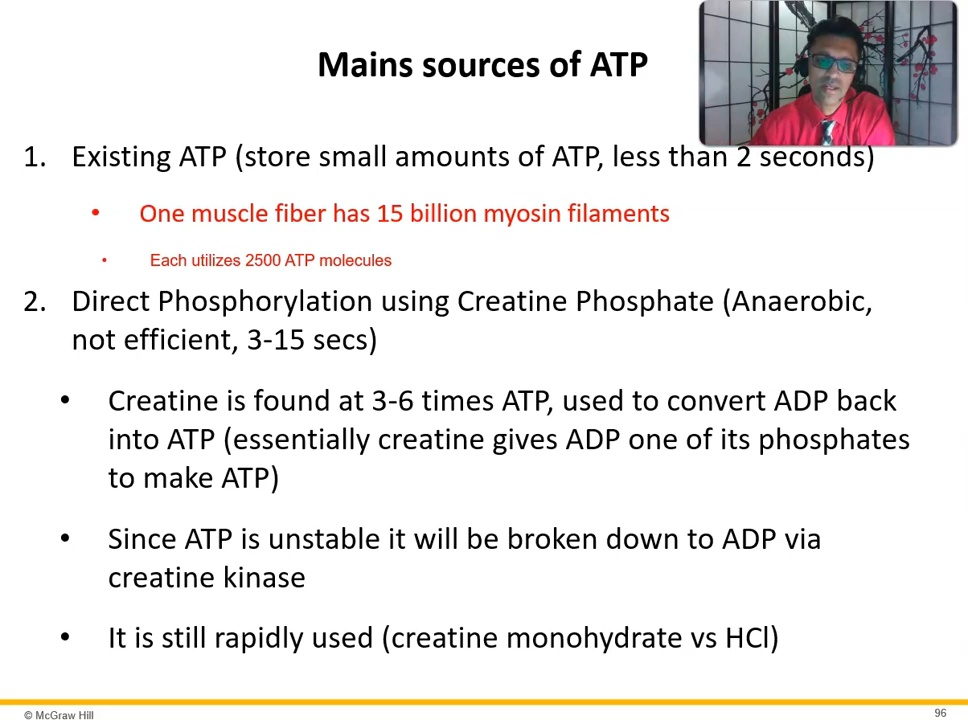 Mains sources of ATP
1. Existing ATP (store small amounts of ATP, less than 2 seconds)
• One muscle fiber has 15 billion myosin filaments
• Each utilizes 2500 ATP molecules
2. Direct Phosphorylation using Creatine Phosphate (Anaerobic,
not efficient, 3-15 secs)
• Creatine is found at 3-6 times ATP, used to convert ADP back
into ATP (essentially creatine gives ADP one of its phosphates
to make ATP)
• Since ATP is unstable it will be broken down to ADP via
creatine kinase
• It is still rapidly used (creatine monohydrate vs HCl)
© McGraw Hill
96